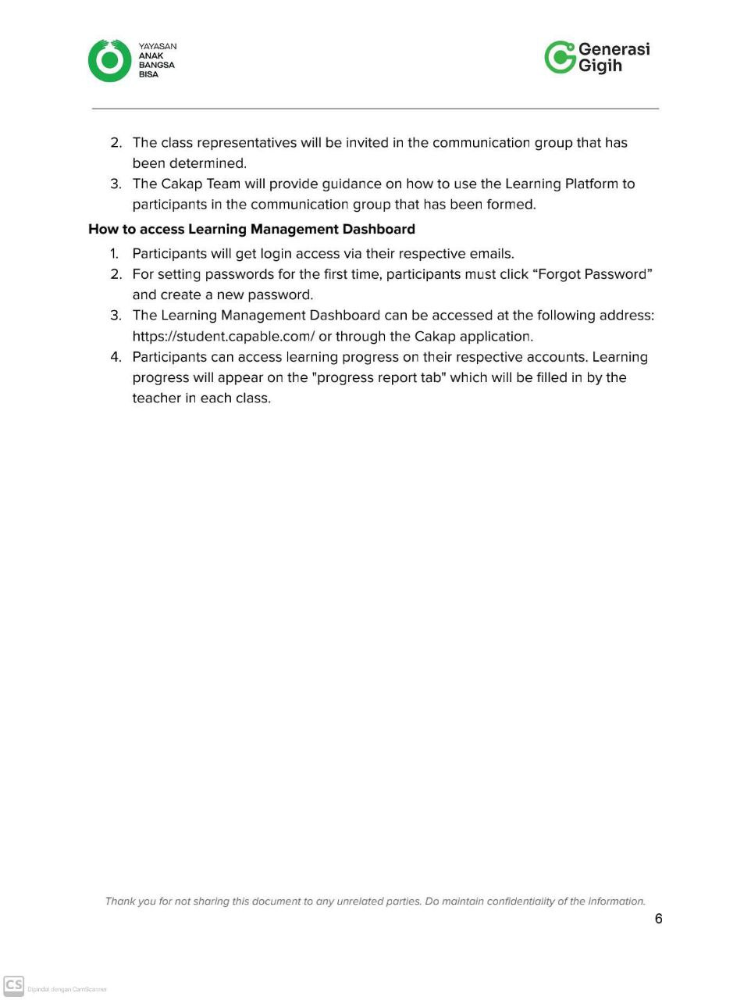 YAYASAN
ANAK
BANGSA
BISA
Generasi
Gigih
2. The class representatives will be invited in the communication group that has
been determined.
3. The Cakap Team will provide guidance on how to use the Learning Platform to
participants in the communication group that has been formed.
How to access Learning Management Dashboard
1. Participants will get login access via their respective emails.
2. For setting passwords for the first time, participants must click “Forgot Password”
and create a new password.
3. The Learning Management Dashboard can be accessed at the following address:
https://student.capable.com/ or through the Cakap application.
4. Participants can access learning progress on their respective accounts. Learning
progress will appear on the "progress report tab" which will be filled in by the
teacher in each class.
Thank you for not sharing this document to any unrelated parties. Do maintain confidentiality of the information.
6
CS Dipindai dengan CamScanner